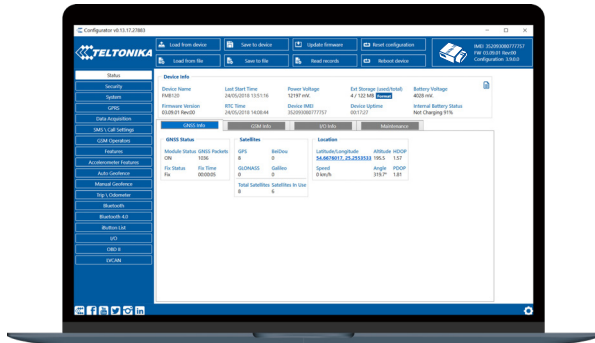 Configurator v0.13.17.27883
TELTONIKA
Load from device
Save to device
Update firmware
Reset configuration
Load from file
Save to file
Read records
Reboot device
IMEI 352093080777757
FW 03.09.01 Rev:00
Configuration 3.9.0.0
Status
Security
System
GPRS
Data Acquisition
SMS \ Call Settings
GSM Operators
Features
Accelerometer Features
Auto Geofence
Manual Geofence
Trip \ Odometer
Bluetooth
Bluetooth 4.0
iButton List
I/O
OBD II
LVCAN
Device Info
Device Name Last Start Time Power Voltage Ext Storage (used/total) Battery Voltage
FMB120 24/05/2018 13:51:16 12197 mV. 4 / 122 MB Format 4028 mV.
Firmware Version RTC Time Device IMEI Device Uptime Internal Battery Status
03.09.01 Rev:00 24/05/2018 14:08:44 352093080777757 00:17:27 Not Charging 91%
GNSS Info GSM Info I/O Info Maintenance
GNSS Status
Module Status GNSS Packets
ON 1036
Fix Status Fix Time
Fix 00:00:05
Satellites
GPS BeiDou
8 0
GLONASS Galileo
0 0
Total Satellites Satellites In Use
8 6
Location
Latitude/Longitude Altitude HDOP
54.6678017, 25.2553533 195.5 1.57
Speed Angle PDOP
0 km/h 315.7° 1.81